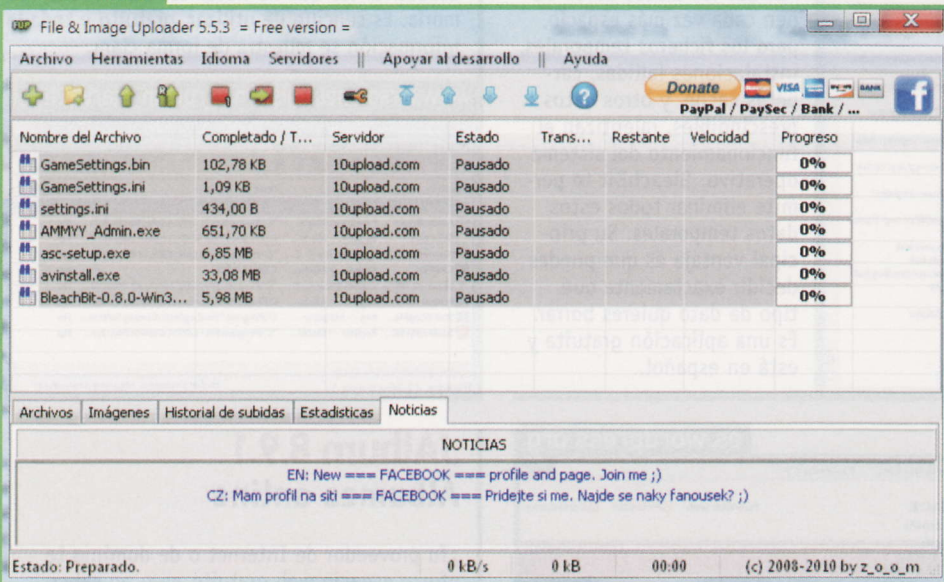 FUP File & Image Uploader 5.5.3 = Free version =
Archivo Herramientas Idioma Servidores || Apoyar al desarrollo || Ayuda
Donate VISA BANK
PayPal / PaySec / Bank / ...
Nombre del Archivo Completado / T... Servidor Estado Trans... Restante Velocidad Progreso
GameSettings.bin 102,78 KB 10upload.com Pausado 0%
GameSettings.ini 1,09 KB 10upload.com Pausado 0%
settings.ini 434,00 B 10upload.com Pausado 0%
AMMYY_Admin.exe 651,70 KB 10upload.com Pausado 0%
asc-setup.exe 6,85 MB 10upload.com Pausado 0%
avinstall.exe 33,08 MB 10upload.com Pausado 0%
BleachBit-0.8.0-Win3... 5,98 MB 10upload.com Pausado 0%
Archivos Imágenes Historial de subidas Estadisticas Noticias
NOTICIAS
EN: New === FACEBOOK === profile and page. Join me ;)
CZ: Mam profil na siti === FACEBOOK === Pridejte si me. Najde se naky fanousek? ;)
Estado: Preparado. 0 kB/s 0 kB 00:00 (c) 2008-2010 by z_o_o_m